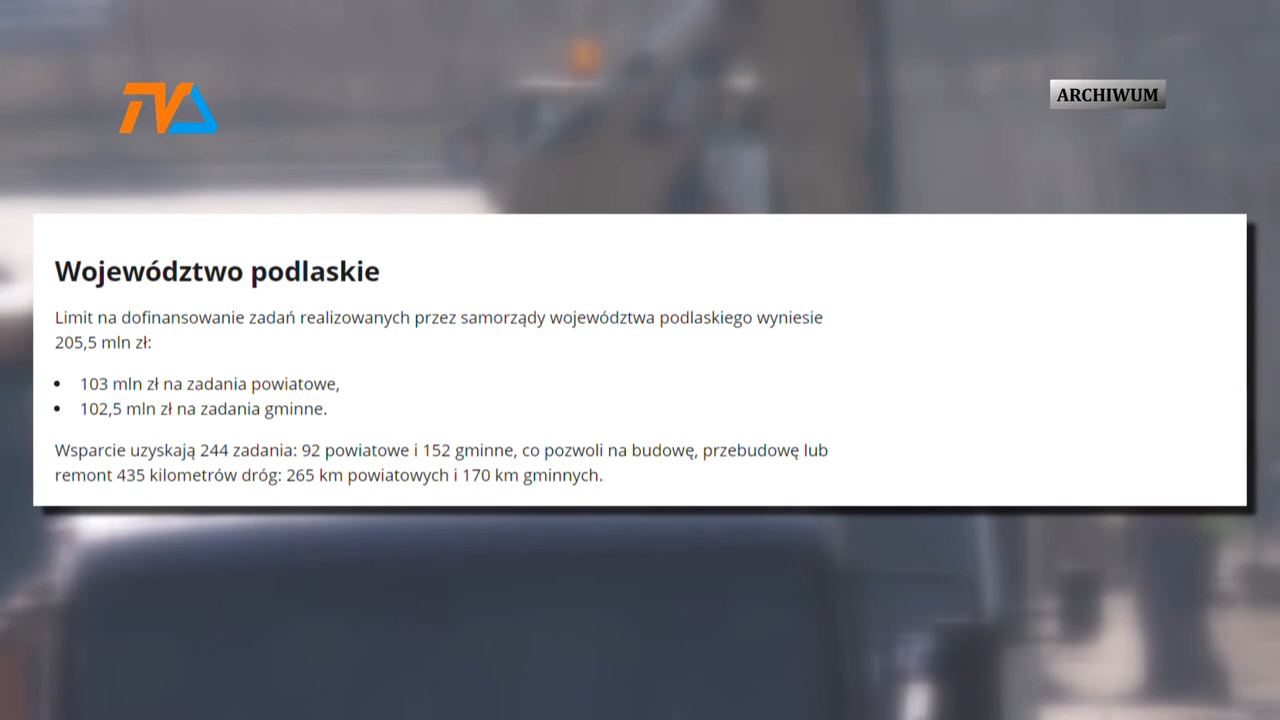 TVA
ARCHIWUM
Województwo podlaskie
Limit na dofinansowanie zadań realizowanych przez samorządy województwa podlaskiego wyniesie
205,5 mln zł:
• 103 mln zł na zadania powiatowe,
• 102,5 mln zł na zadania gminne.
Wsparcie uzyskają 244 zadania: 92 powiatowe i 152 gminne, co pozwoli na budowę, przebudowę lub
remont 435 kilometrów dróg: 265 km powiatowych i 170 km gminnych.